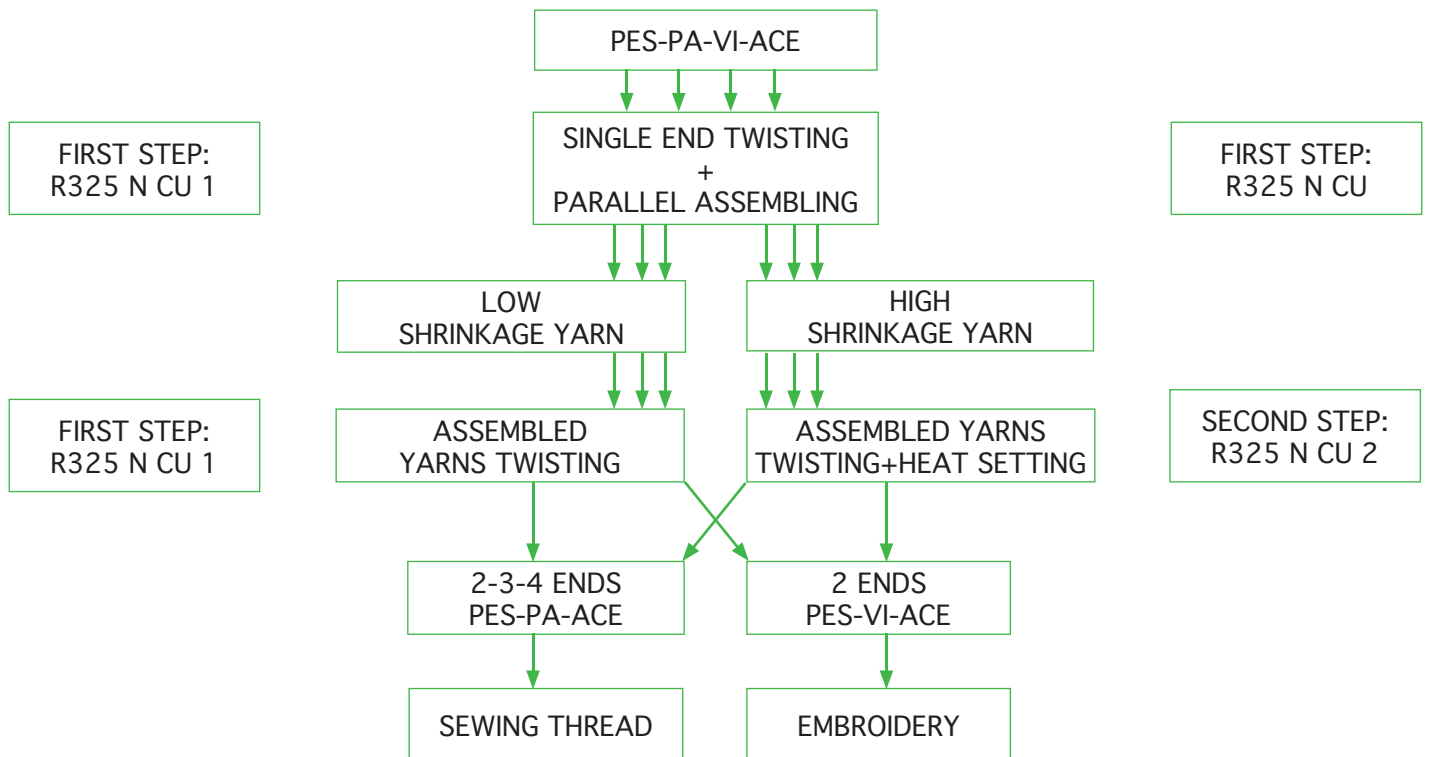 PES-PA-VI-ACE
FIRST STEP:
R325 N CU 1
SINGLE END TWISTING
+
PARALLEL ASSEMBLING
FIRST STEP:
R325 N CU
LOW
SHRINKAGE YARN
HIGH
SHRINKAGE YARN
FIRST STEP:
R325 N CU 1
ASSEMBLED
YARNS TWISTING
ASSEMBLED YARNS
TWISTING+HEAT SETTING
SECOND STEP:
R325 N CU 2
2-3-4 ENDS
PES-PA-ACE
2 ENDS
PES-VI-ACE
SEWING THREAD
EMBROIDERY